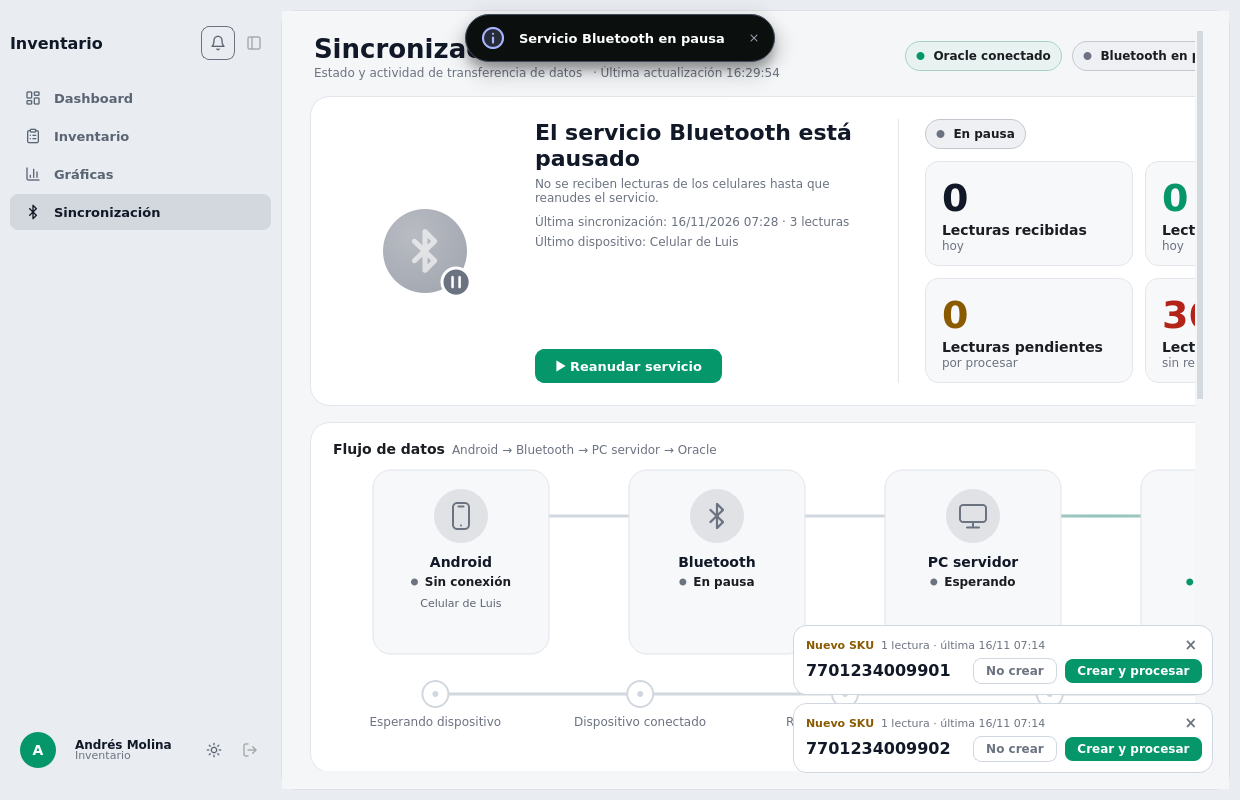 Inventario
Dashboard
Inventario
Gráficas
Sincronización
A
Andrés Molina
Inventario
Servicio Bluetooth en pausa
Estado y actividad de transferencia de datos · Última actualización 16:29:54
Oracle conectado
Bluetooth en
El servicio Bluetooth está
pausado
No se reciben lecturas de los celulares hasta que
reanudes el servicio.
Última sincronización: 16/11/2026 07:28 · 3 lecturas
Último dispositivo: Celular de Luis
Reanudar servicio
En pausa
0
Lecturas recibidas
hoy
0
Lect
hoy
0
Lecturas pendientes
por procesar
3
Lect
sin re
Flujo de datos Android → Bluetooth → PC servidor → Oracle
Android
Sin conexión
Celular de Luis
Bluetooth
En pausa
PC servidor
Esperando
Esperando dispositivo
Dispositivo conectado
Nuevo SKU 1 lectura · última 16/11 07:14
7701234009901
No crear
Crear y procesar
Nuevo SKU 1 lectura · última 16/11 07:14
7701234009902
No crear
Crear y procesar